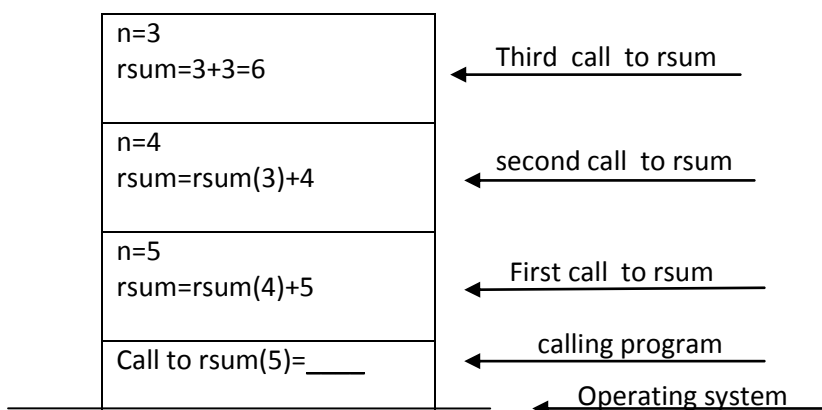 n=3
rsum=3+3=6
Third call to rsum
n=4
rsum=rsum(3)+4
second call to rsum
n=5
rsum=rsum(4)+5
First call to rsum
Call to rsum(5)=____
calling program
Operating system